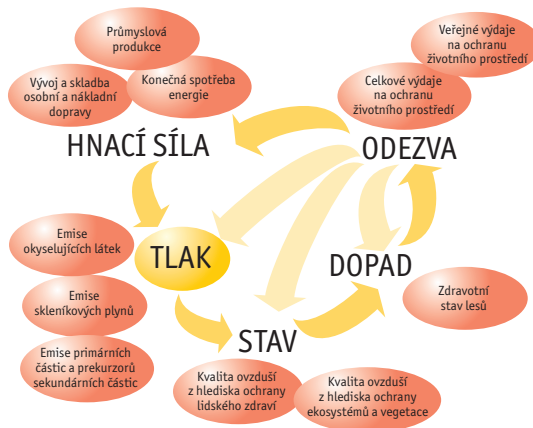 Průmyslová
produkce
Vývoj a skladba
osobní a nákladní
dopravy
Konečná spotřeba
energie
Veřejné výdaje
na ochranu
životního prostředí
Celkové výdaje
na ochranu
životního prostředí
HNACÍ SÍLA
ODEZVA
Emise
okyselujících látek
TLAK
DOPAD
Emise
skleníkových plynů
Zdravotní
stav lesů
STAV
Emise primárních
částic a prekurzorů
sekundárních částic
Kvalita ovzduší
z hlediska ochrany
lidského zdraví
Kvalita ovzduší
z hlediska ochrany
ekosystémů a vegetace